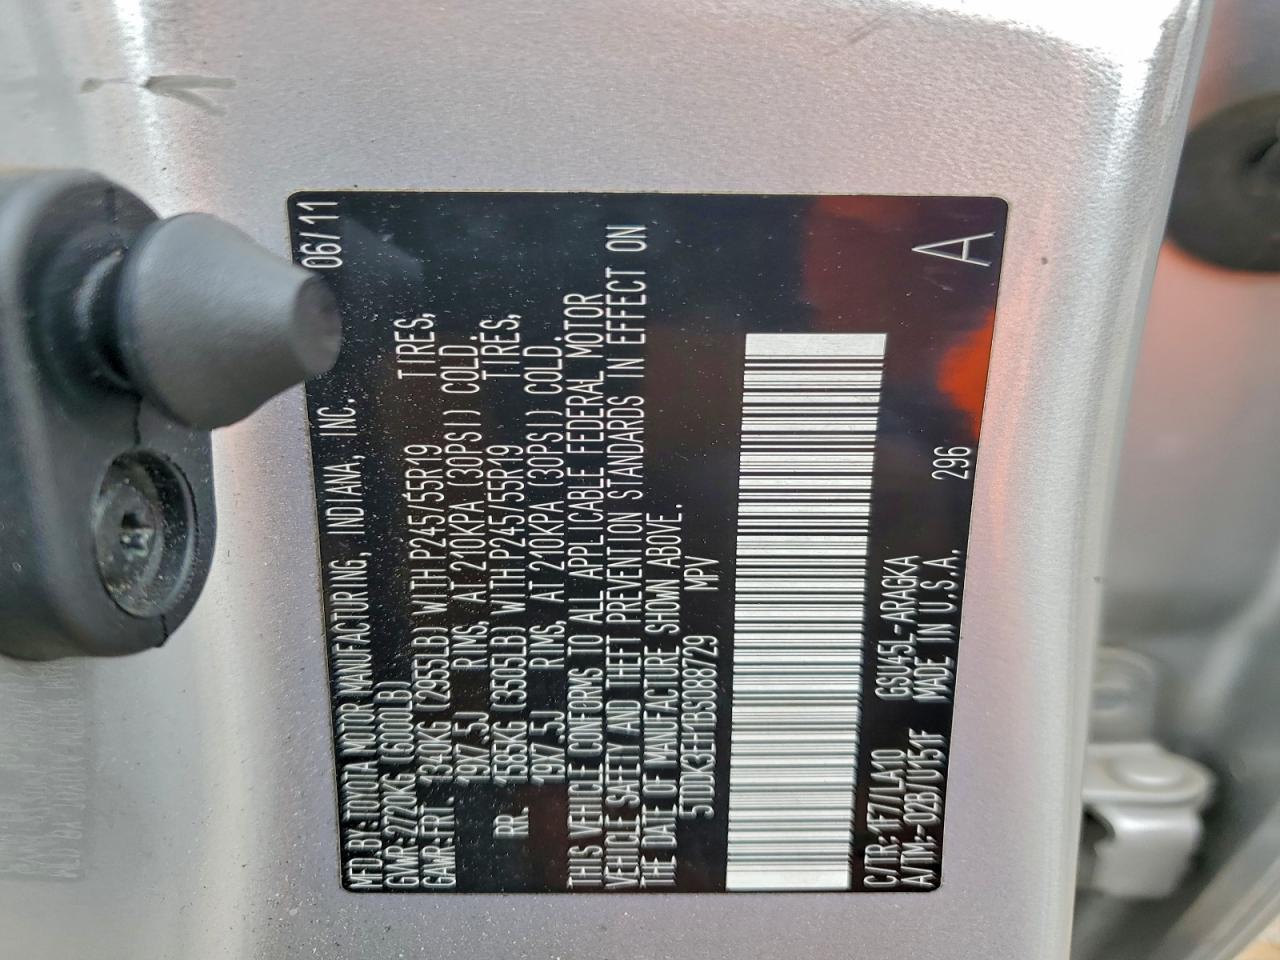 MFD.BY:TOYOTA MOTOR MANUFACTURING, INDIANA, INC. 06/11
GVWR:2720KG (6000LB)
GAWR:FRT. 1340KG (2955LB) WITH P245/55R19 TIRES,
19X7.5J RIMS, AT 210KPA (30PSI) COLD.
RR. 1585KG (3505LB) WITH P245/55R19 TIRES,
19X7.5J RIMS, AT 210KPA (30PSI) COLD.
THIS VEHICLE CONFORMS TO ALL APPLICABLE FEDERAL MOTOR
VEHICLE SAFETY AND THEFT PREVENTION STANDARDS IN EFFECT ON
THE DATE OF MANUFACTURE SHOWN ABOVE.
5TDDK3EF1BS088729 MPV
C/TR:1F7/LA10 GSU45L-ARAGKA 296 A
A/TM:-02B/U151F MADE IN U.S.A.